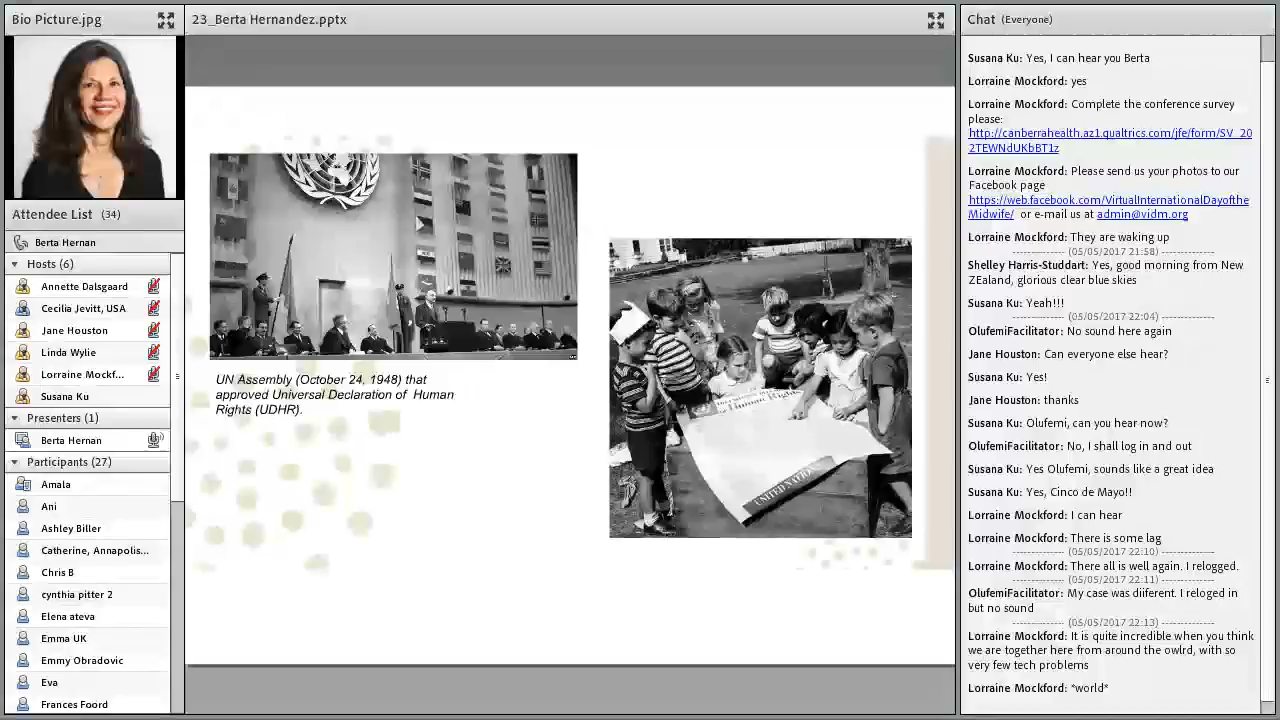 Bio Picture.jpg
Attendee List (34)
Berta Hernan
Hosts (6)
Annette Dalsgaard
Cecilia Jevitt, USA
Jane Houston
Linda Wylie
Lorraine Mockf...
Susana Ku
Presenters (1)
Berta Hernan
Participants (27)
Amala
Ani
Ashley Biller
Catherine, Annapolis...
Chris B
cynthia pitter 2
Elena ateva
Emma UK
Emmy Obradovic
Eva
Frances Foord
23_Berta Hernandez.pptx
UN Assembly (October 24, 1948) that
approved Universal Declaration of Human
Rights (UDHR).
Human Rights
UNITED NATIONS
Chat (Everyone)
Susana Ku: Yes, I can hear you Berta
Lorraine Mockford: yes
Lorraine Mockford: Complete the conference survey
please:
http://canberrahealth.az1.qualtrics.com/jfe/form/SV_20
2TEWNdUKbBT1z
Lorraine Mockford: Please send us your photos to our
Facebook page
https://web.facebook.com/VirtualInternationalDayofthe
Midwife/ or e-mail us at admin@vidm.org
Lorraine Mockford: They are waking up
-------------- (05/05/2017 21:58) --------------
Shelley Harris-Studdart: Yes, good morning from New
ZEaland, glorious clear blue skies
Susana Ku: Yeah!!!
-------------- (05/05/2017 22:04) --------------
OlufemiFacilitator: No sound here again
Jane Houston: Can everyone else hear?
Susana Ku: Yes!
Jane Houston: thanks
Susana Ku: Olufemi, can you hear now?
OlufemiFacilitator: No, I shall log in and out
Susana Ku: Yes Olufemi, sounds like a great idea
Susana Ku: Yes, Cinco de Mayo!!
Lorraine Mockford: I can hear
Lorraine Mockford: There is some lag
-------------- (05/05/2017 22:10) --------------
Lorraine Mockford: There all is well again. I relogged.
-------------- (05/05/2017 22:11) --------------
OlufemiFacilitator: My case was diiferent. I reloged in
but no sound
-------------- (05/05/2017 22:13) --------------
Lorraine Mockford: It is quite incredible when you think
we are together here from around the owlrd, with so
very few tech problems
Lorraine Mockford: *world*